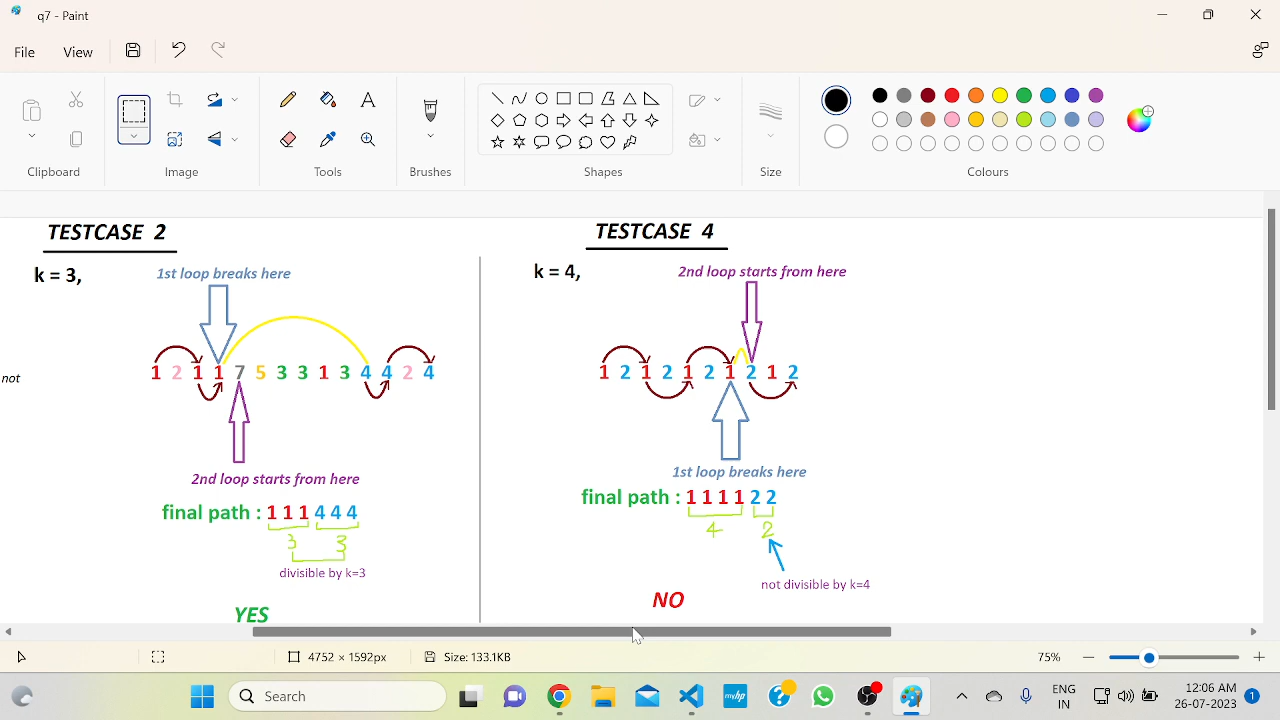 q7 - Paint
File View
Clipboard Image Tools Brushes Shapes Size Colours
TESTCASE 2
k = 3,
1st loop breaks here
1 2 1 1 7 5 3 3 1 3 4 4 2 4
not
2nd loop starts from here
final path : 1 1 1 4 4 4
3 3
divisible by k=3
YES
TESTCASE 4
k = 4,
2nd loop starts from here
1 2 1 2 1 2 1 2 1 2
1st loop breaks here
final path : 1 1 1 1 2 2
4 2
not divisible by k=4
NO
4752 × 1592px Size: 133.1KB 75%
Search
myhp
ENG
IN
12:06 AM
26-07-2023
1